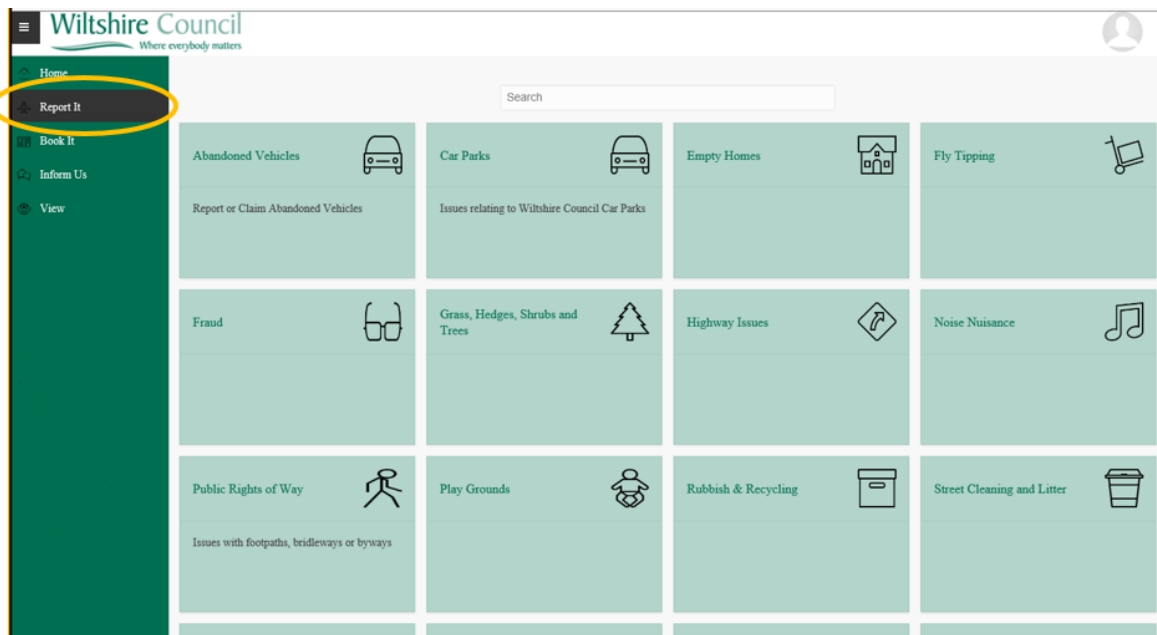 Wiltshire Council
Where everybody matters
Home
Report It
Book It
Inform Us
View
Search
Abandoned Vehicles
Report or Claim Abandoned Vehicles
Car Parks
Issues relating to Wiltshire Council Car Parks
Empty Homes
Fly Tipping
Fraud
Grass, Hedges, Shrubs and
Trees
Highway Issues
Noise Nuisance
Public Rights of Way
Issues with footpaths, bridleways or byways
Play Grounds
Rubbish & Recycling
Street Cleaning and Litter